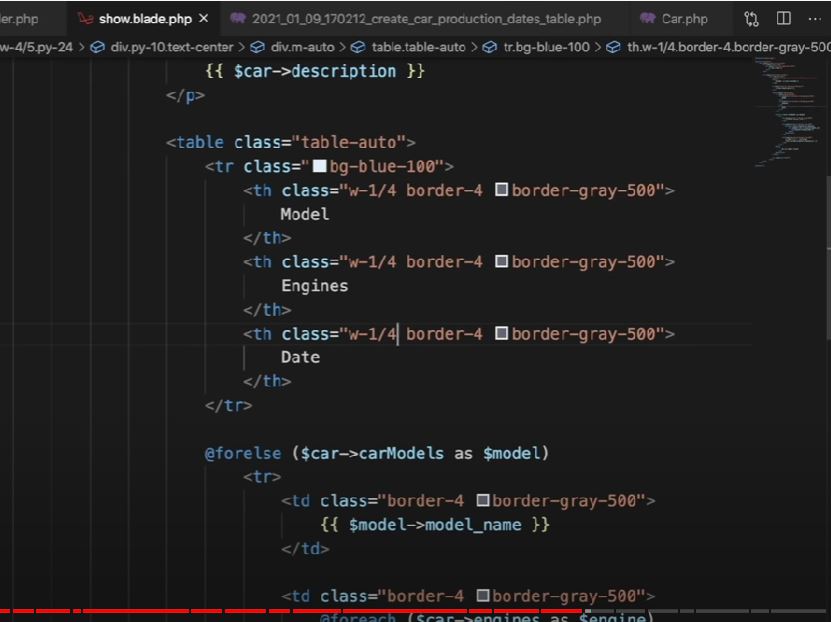 er.php show.blade.php × 2021_01_09_170212_create_car_production_dates_table.php Car.php ...
w-4/5.py-24 > div.py-10.text-center > div.m-auto > table.table-auto > tr.bg-blue-100 > th.w-1/4.border-4.border-gray-500
{{ $car->description }}
</p>
<table class="table-auto">
<tr class="bg-blue-100">
<th class="w-1/4 border-4 border-gray-500">
Model
</th>
<th class="w-1/4 border-4 border-gray-500">
Engines
</th>
<th class="w-1/4 border-4 border-gray-500">
Date
</th>
</tr>
@forelse ($car->carModels as $model)
<tr>
<td class="border-4 border-gray-500">
{{ $model->model_name }}
</td>
<td class="border-4 border-gray-500">
@foreach ($car->engines as $engine)